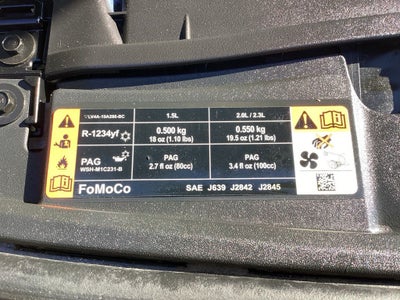 LV4A-19A286-BC 1.5L 2.0L / 2.3L
R-1234yf 0.500 kg 0.550 kg
18 oz (1.10 lbs) 19.5 oz (1.21 lbs)
PAG PAG PAG
WSH-M1C231-B 2.7 fl oz (80cc) 3.4 fl oz (100cc)
FoMoCo SAE J639 J2842 J2845